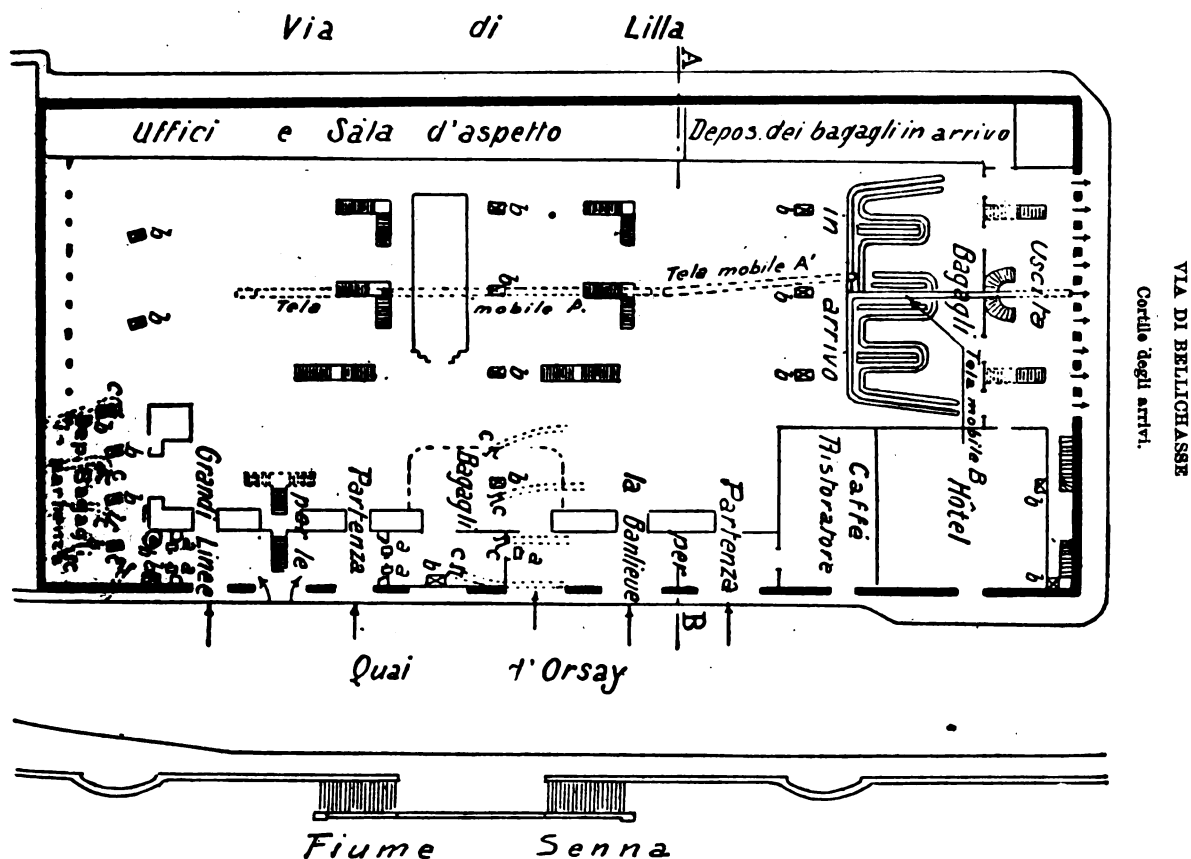 Via di Lilla
A
Uffici e Sala d'aspetto
Depos. dei bagagli in arrivo
VIA DI BELLICHASSE
Cortile degli arrivi.
b
b
b
b
b
b
b
b
b
b
in arrivo
Bagagli
Uscita
Tela mobile A'
Tela mobile A.
Tela mobile B
Grandi Linee
per le
Partenza
Bagagli
la Banlieue
per
Partenza
Caffé
Ristoratore
Hôtel
b
b
c
b
c
c
c
a
a
a
b
B
Quai d'Orsay
Fiume Senna